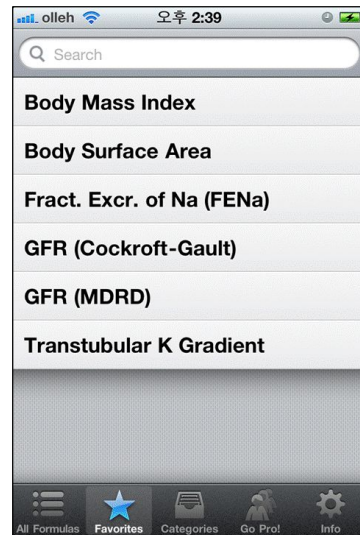 olleh 오후 2:39
Search
Body Mass Index
Body Surface Area
Fract. Excr. of Na (FENa)
GFR (Cockroft-Gault)
GFR (MDRD)
Transtubular K Gradient
All Formulas Favorites Categories Go Pro! Info